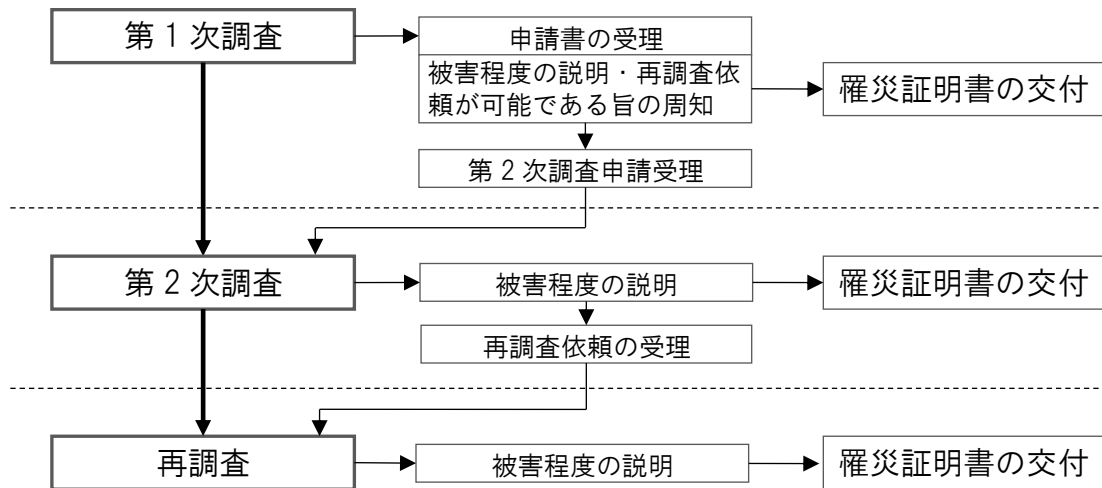 第１次調査
申請書の受理
被害程度の説明・再調査依
頼が可能である旨の周知
罹災証明書の交付
第２次調査申請受理
第２次調査
被害程度の説明
罹災証明書の交付
再調査依頼の受理
再調査
被害程度の説明
罹災証明書の交付